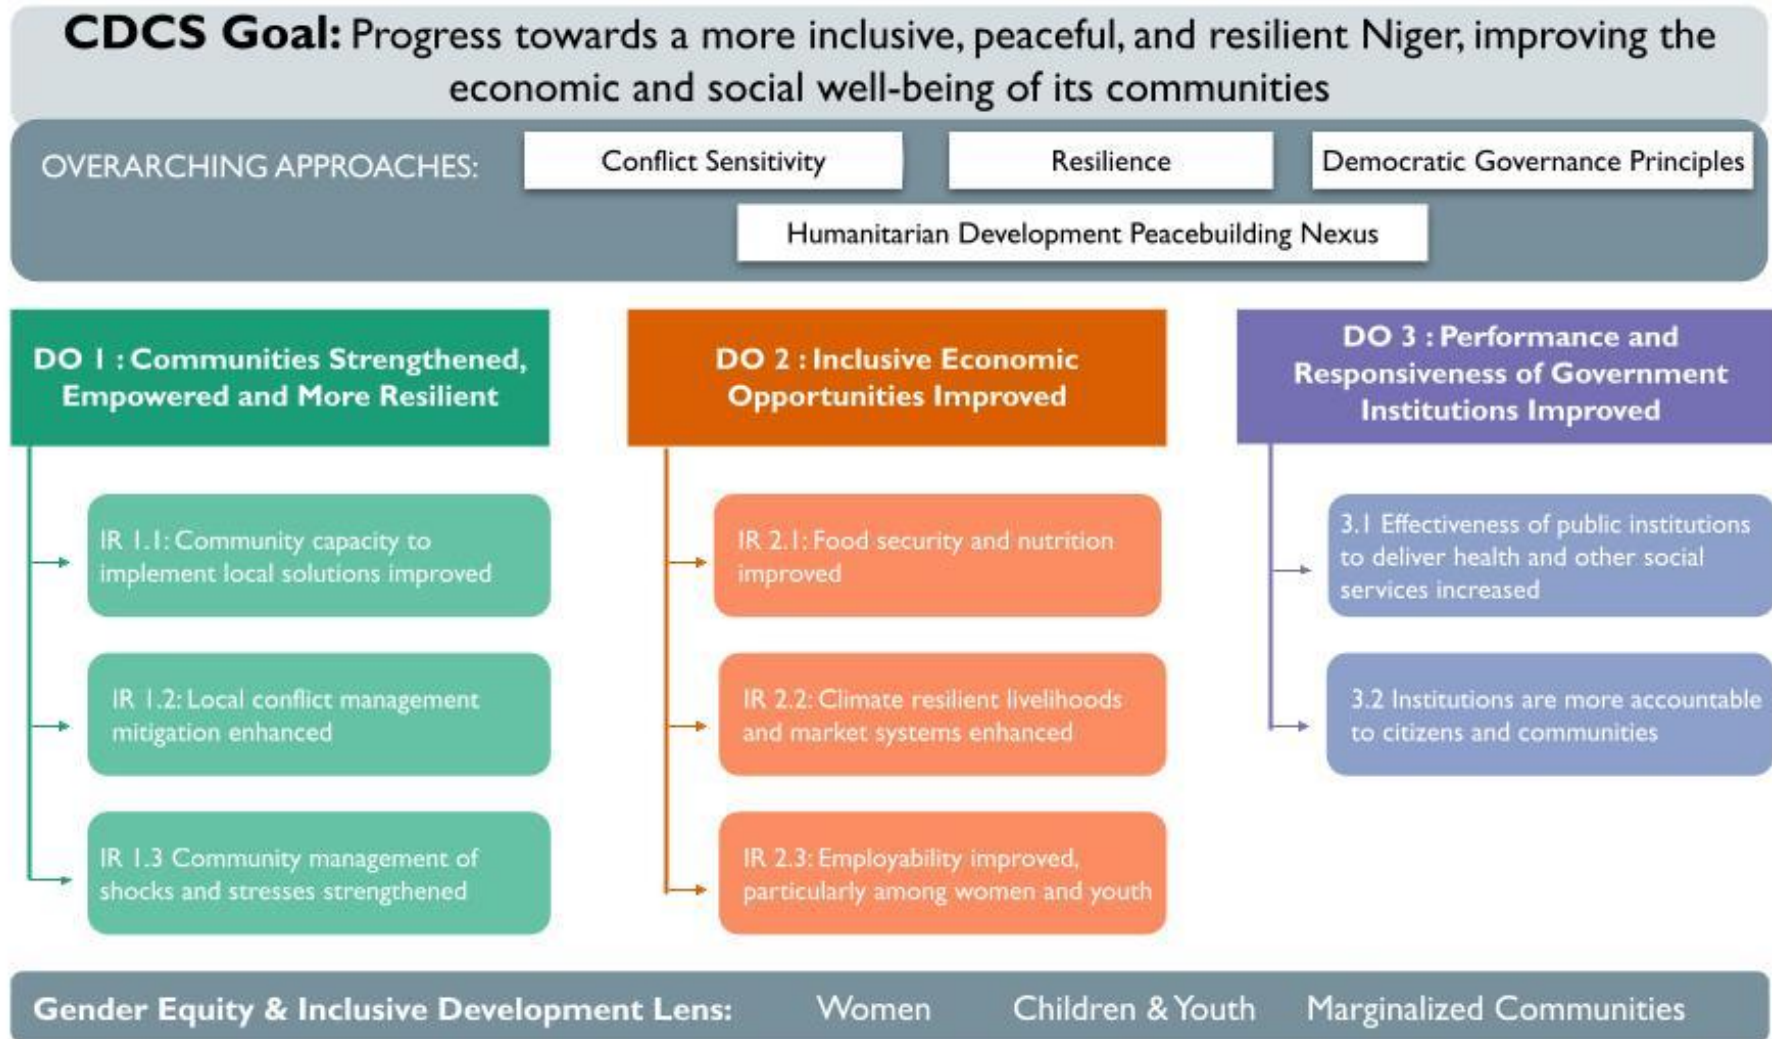 CDCS Goal: Progress towards a more inclusive, peaceful, and resilient Niger, improving the
economic and social well-being of its communities
OVERARCHING APPROACHES:
Conflict Sensitivity
Resilience
Democratic Governance Principles
Humanitarian Development Peacebuilding Nexus
DO 1 : Communities Strengthened,
Empowered and More Resilient
IR 1.1: Community capacity to
implement local solutions improved
IR 1.2: Local conflict management
mitigation enhanced
IR 1.3 Community management of
shocks and stresses strengthened
DO 2 : Inclusive Economic
Opportunities Improved
IR 2.1: Food security and nutrition
improved
IR 2.2: Climate resilient livelihoods
and market systems enhanced
IR 2.3: Employability improved,
particularly among women and youth
DO 3 : Performance and
Responsiveness of Government
Institutions Improved
3.1 Effectiveness of public institutions
to deliver health and other social
services increased
3.2 Institutions are more accountable
to citizens and communities
Gender Equity & Inclusive Development Lens: Women Children & Youth Marginalized Communities